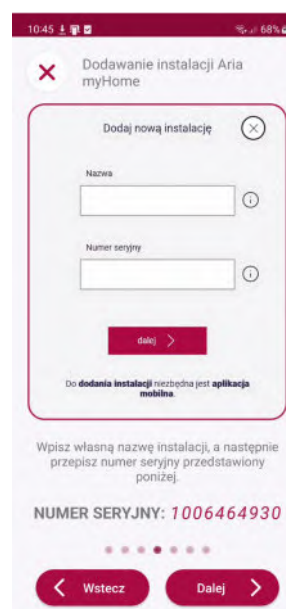 10:45
68%
Dodawanie instalacji Aria
myHome
Dodaj nową instalację
Nazwa
Numer seryjny
dalej
Do dodania instalacji niezbędna jest aplikacja
mobilna.
Wpisz własną nazwę instalacji, a następnie
przepisz numer seryjny przedstawiony
poniżej.
NUMER SERYJNY: 1006464930
Wstecz
Dalej